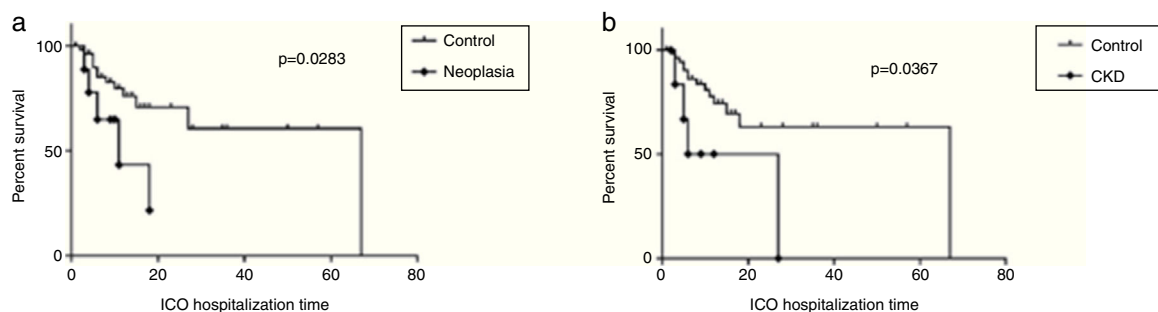 a
Percent survival
100
50
0
0 20 40 60 80
ICO hospitalization time
p=0.0283
Control
Neoplasia
b
Percent survival
100
50
0
0 20 40 60 80
ICO hospitalization time
p=0.0367
Control
CKD